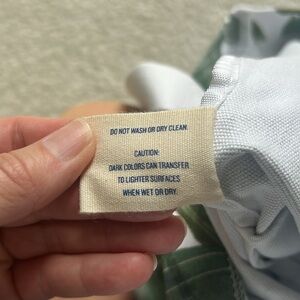 DO NOT WASH OR DRY CLEAN.
CAUTION:
DARK COLORS CAN TRANSFER
TO LIGHTER SURFACES
WHEN WET OR DRY.